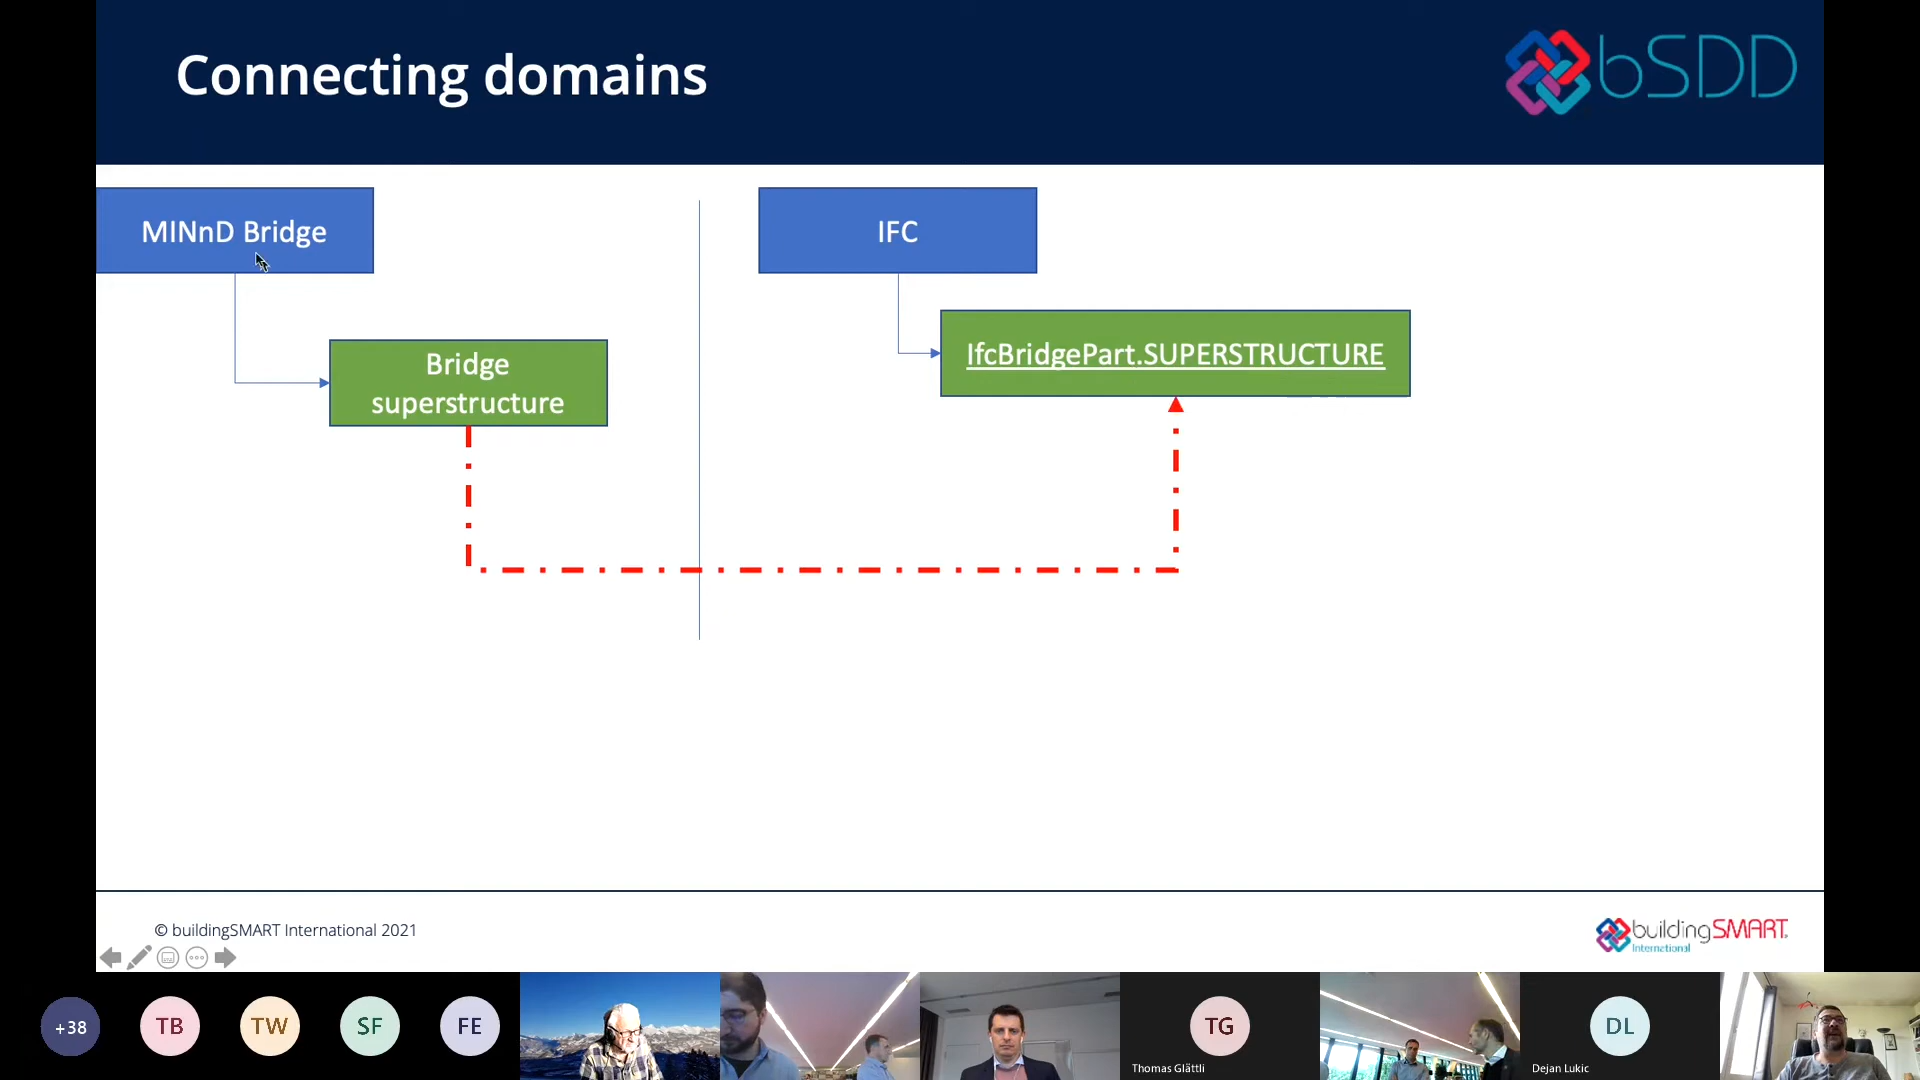 Connecting domains
bSDD
MINnD Bridge
IFC
Bridge
superstructure
IfcBridgePart.SUPERSTRUCTURE
© buildingSMART International 2021
buildingSMART
International
+38
TB
TW
SF
FE
TG
Thomas Glättli
DL
Dejan Lukic